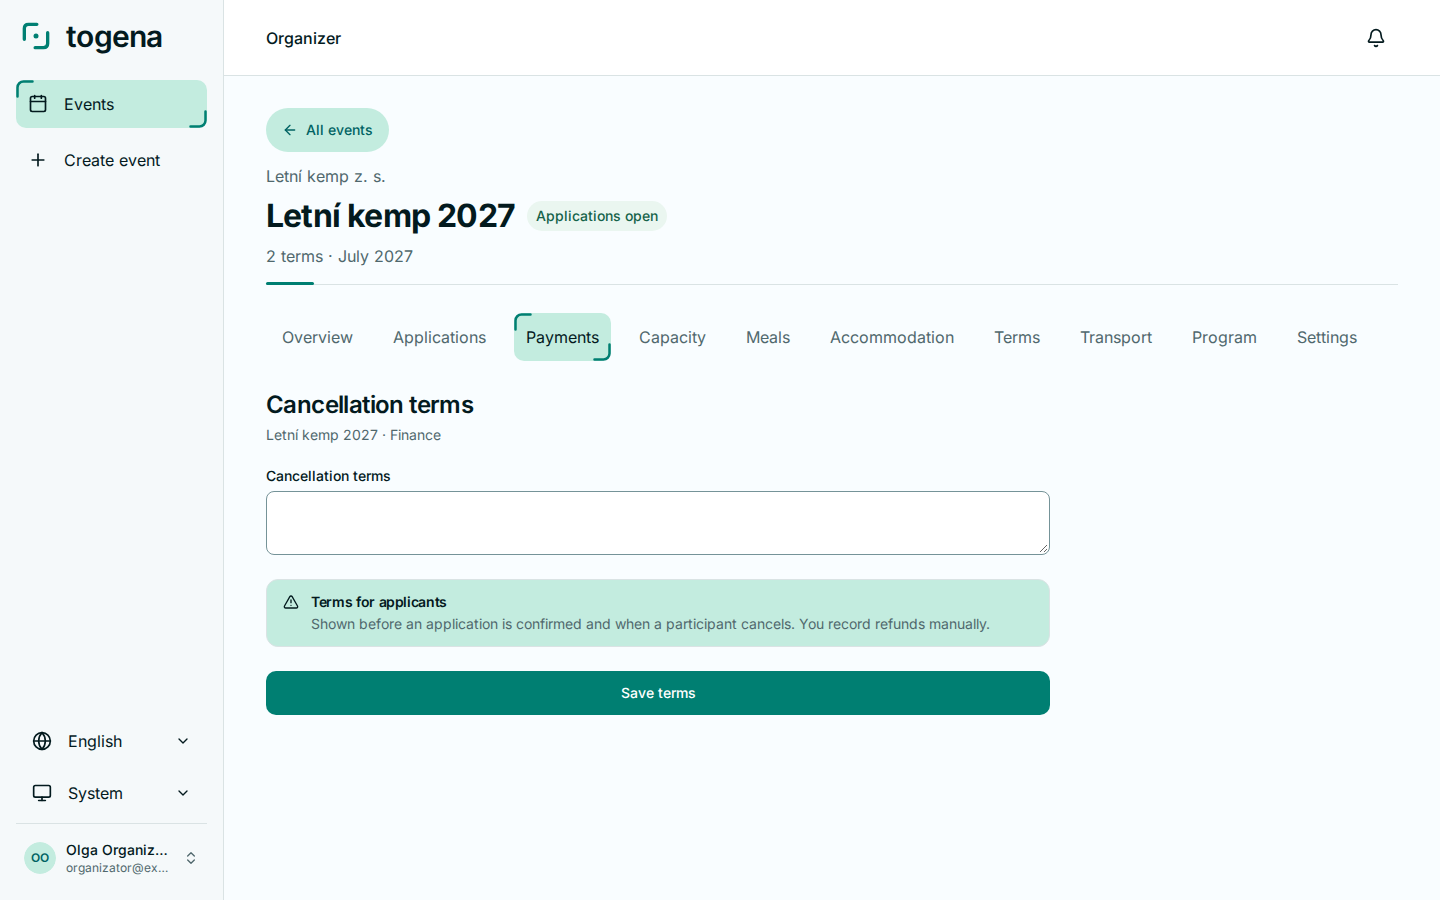 togena
Organizer
Events
Create event
All events
Letní kemp z. s.
Letní kemp 2027 Applications open
2 terms · July 2027
Overview Applications Payments Capacity Meals Accommodation Terms Transport Program Settings
Cancellation terms
Letní kemp 2027 · Finance
Cancellation terms
Terms for applicants
Shown before an application is confirmed and when a participant cancels. You record refunds manually.
Save terms
English
System
OO Olga Organiz...
organizator@ex...